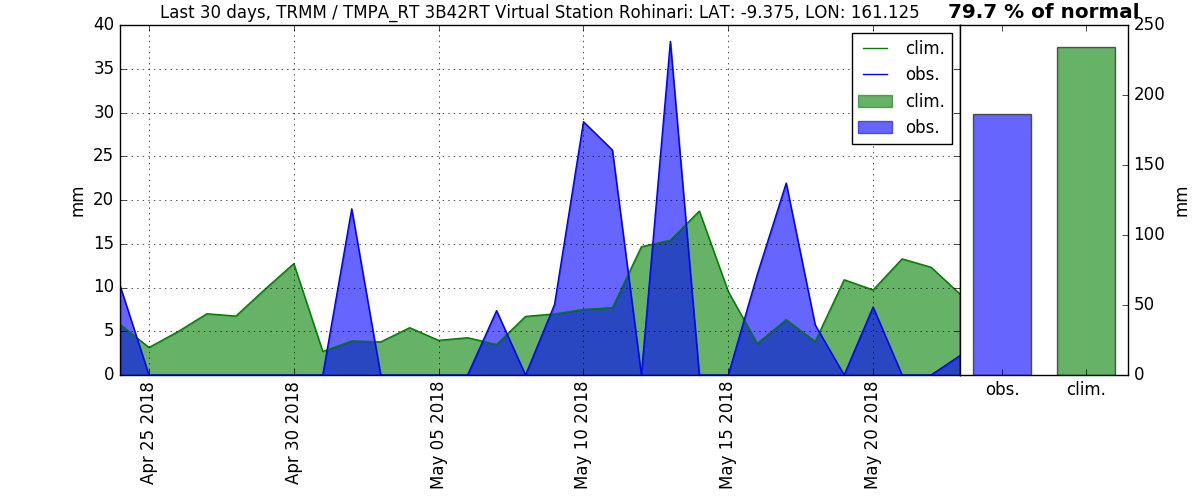 Last 30 days, TRMM / TMPA_RT 3B42RT Virtual Station Rohinari: LAT: -9.375, LON: 161.125
79.7 % of normal
40
35
30
25
20
15
10
5
0
mm
clim.
obs.
clim.
obs.
Apr 25 2018
Apr 30 2018
May 05 2018
May 10 2018
May 15 2018
May 20 2018
250
200
150
100
50
0
mm
obs.
clim.